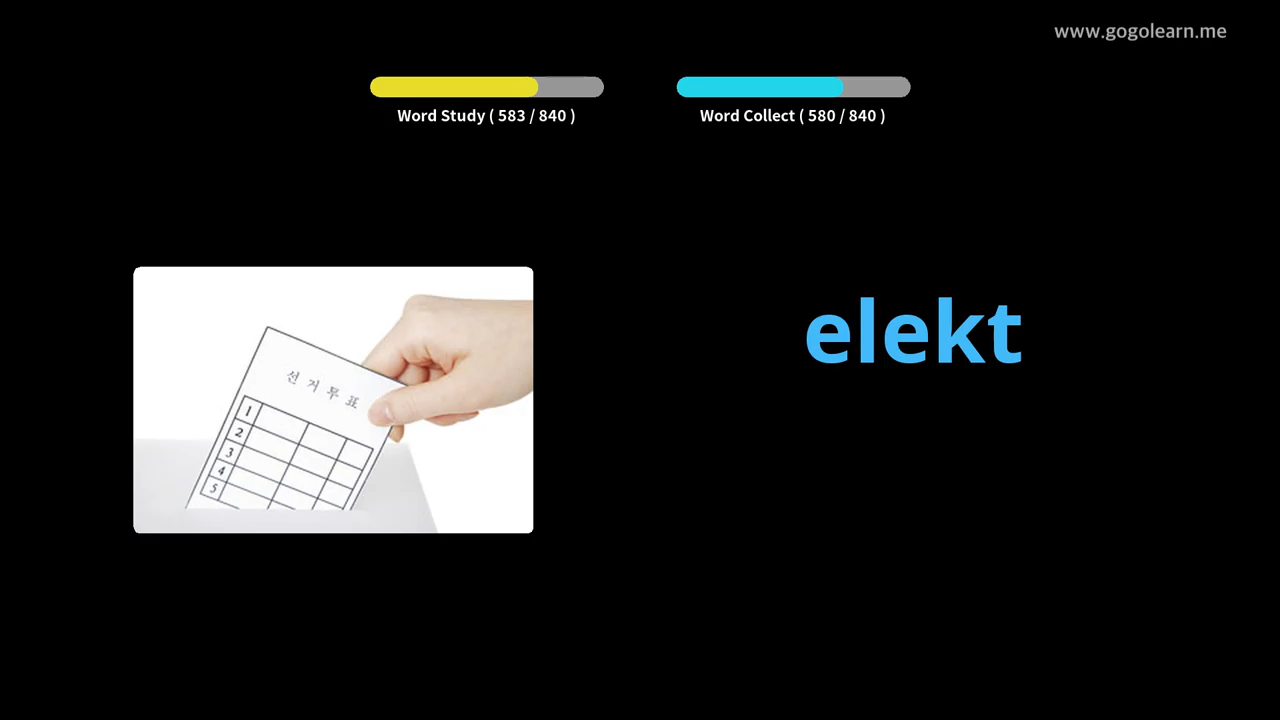 www.gogolearn.me
Word Study ( 583 / 840 )
Word Collect ( 580 / 840 )
선거투표
1
2
3
4
5
elekt